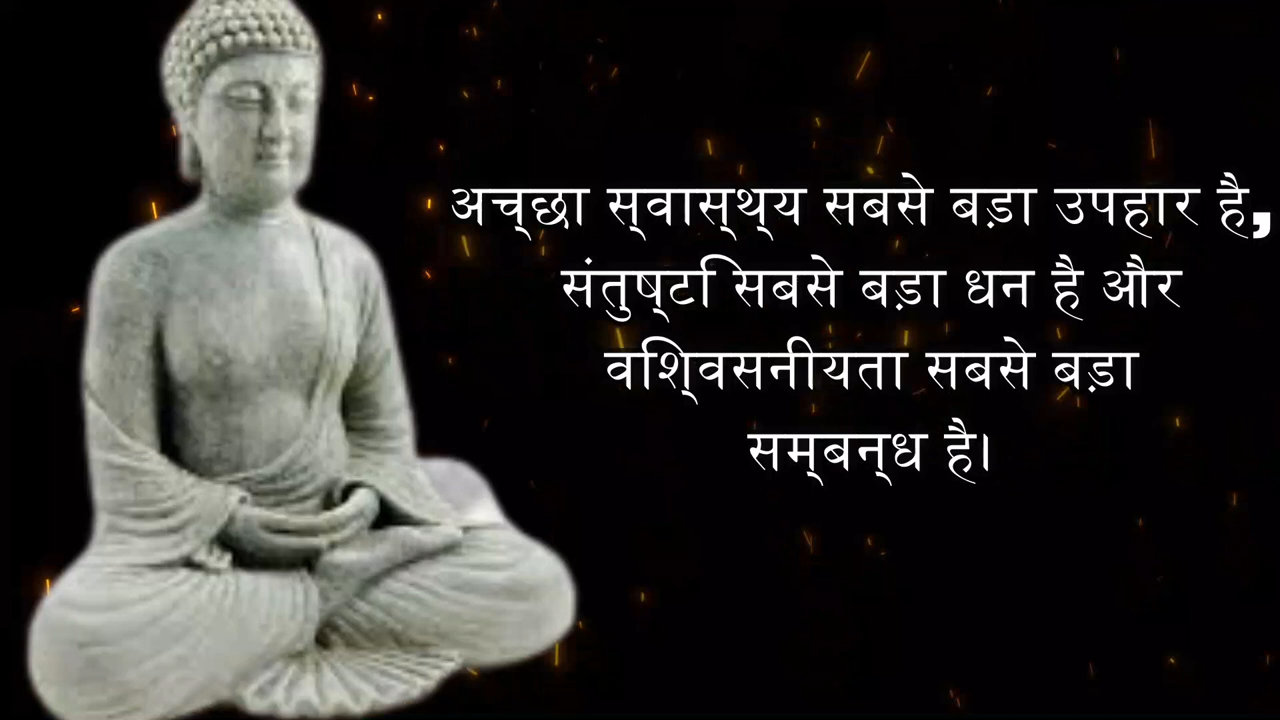 अच्छा स्वास्थ्य सबसे बड़ा उपहार है,
संतुष्टि सबसे बड़ा धन है और
विश्वसनीयता सबसे बड़ा
सम्बन्ध है।